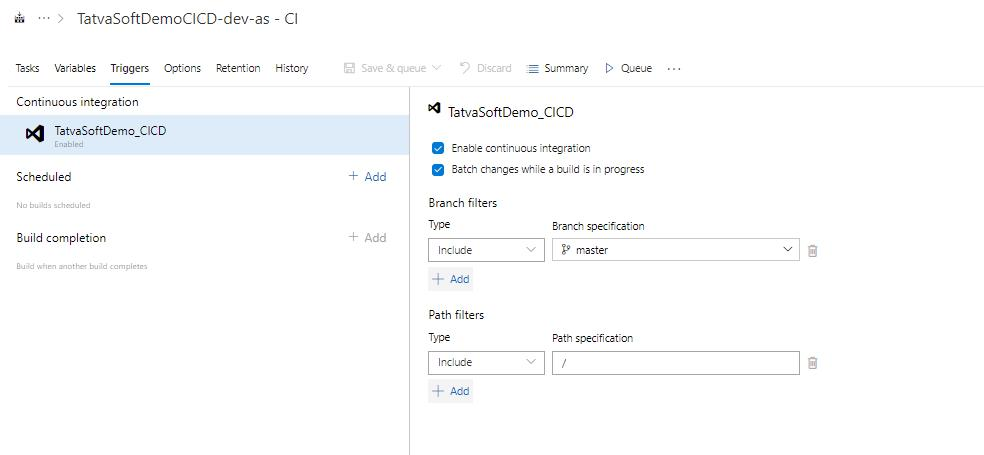 TatvaSoftDemoCICD-dev-as - CI
Tasks Variables Triggers Options Retention History Save & queue Discard Summary Queue
Continuous integration
TatvaSoftDemo_CICD
Enabled
Scheduled + Add
No builds scheduled
Build completion + Add
Build when another build completes
TatvaSoftDemo_CICD
Enable continuous integration
Batch changes while a build is in progress
Branch filters
Type Branch specification
Include master
+ Add
Path filters
Type Path specification
Include /
+ Add